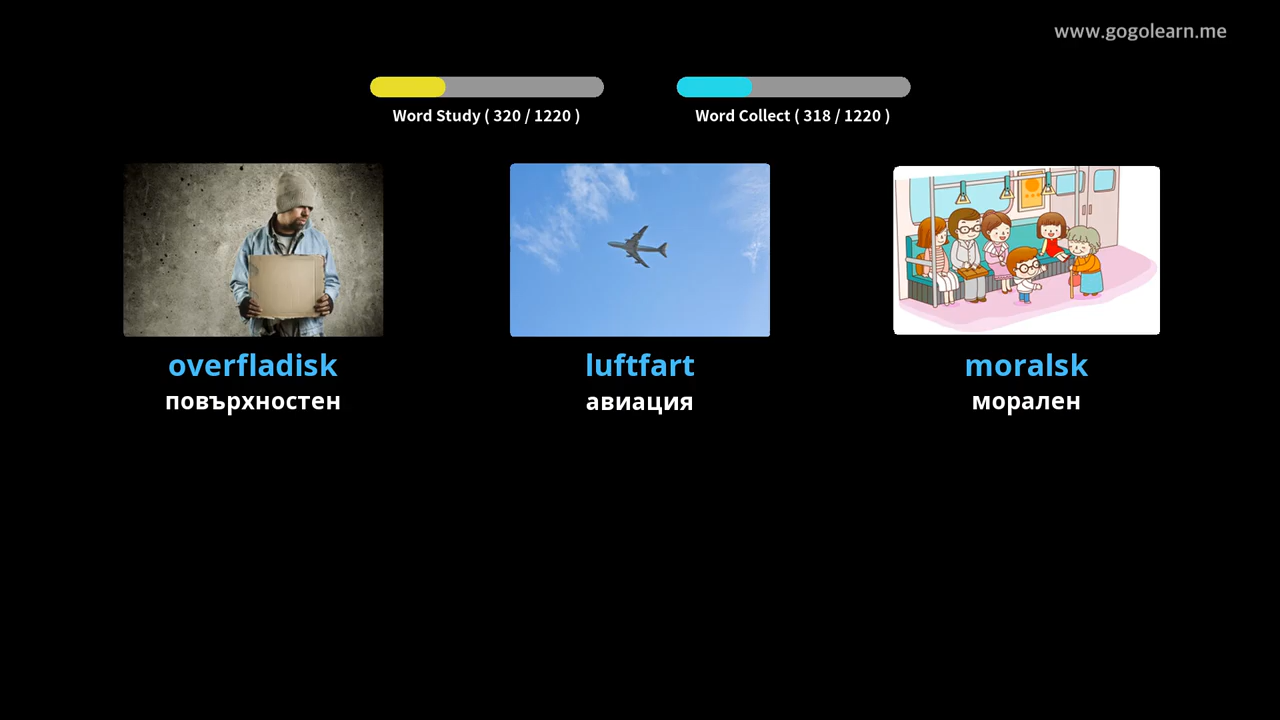 www.gogolearn.me
Word Study ( 320 / 1220 )
Word Collect ( 318 / 1220 )
overfladisk
luftfart
moralsk
повърхностен
авиация
морален